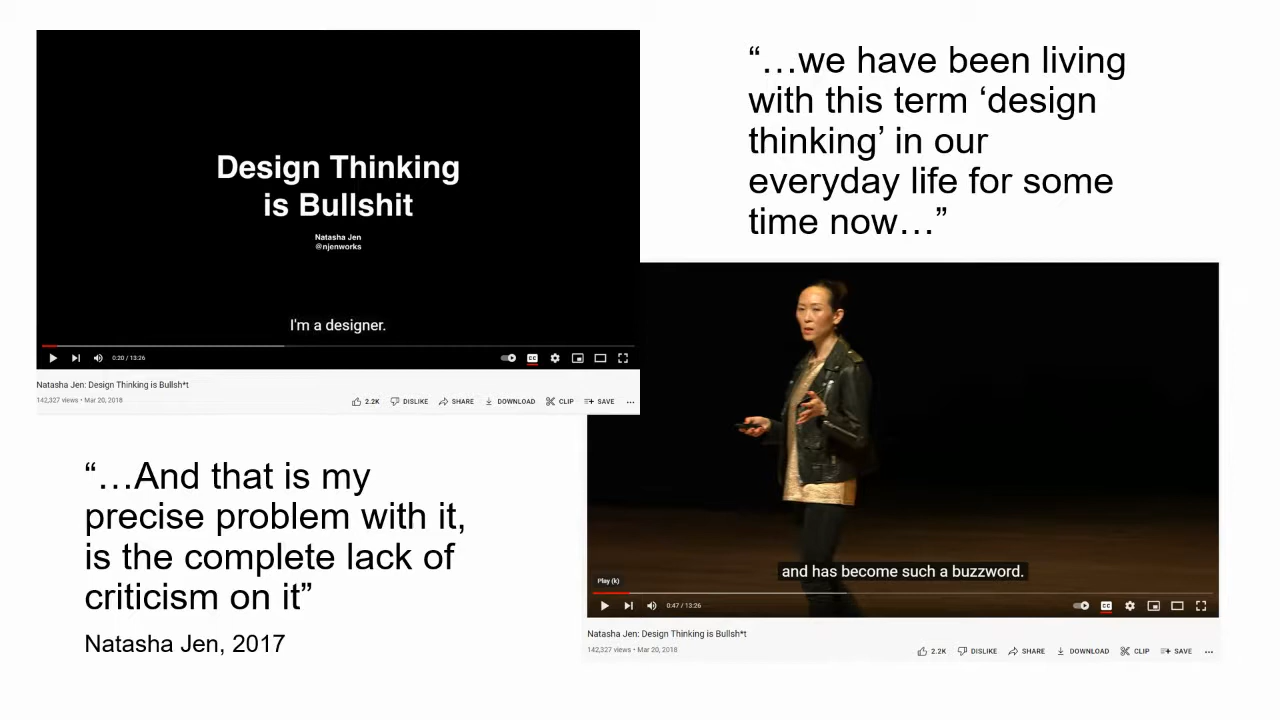 Design Thinking
is Bullshit
Natasha Jen
@njenworks
I'm a designer.
0:20 / 13:26
CC
Natasha Jen: Design Thinking is Bullsh*t
142,327 views • Mar 20, 2018
2.2K DISLIKE SHARE DOWNLOAD CLIP SAVE ...
“…we have been living
with this term ‘design
thinking’ in our
everyday life for some
time now…”
“…And that is my
precise problem with it,
is the complete lack of
criticism on it”
Natasha Jen, 2017
and has become such a buzzword.
Play (k)
0:47 / 13:26
CC
Natasha Jen: Design Thinking is Bullsh*t
142,327 views • Mar 20, 2018
2.2K DISLIKE SHARE DOWNLOAD CLIP SAVE ...